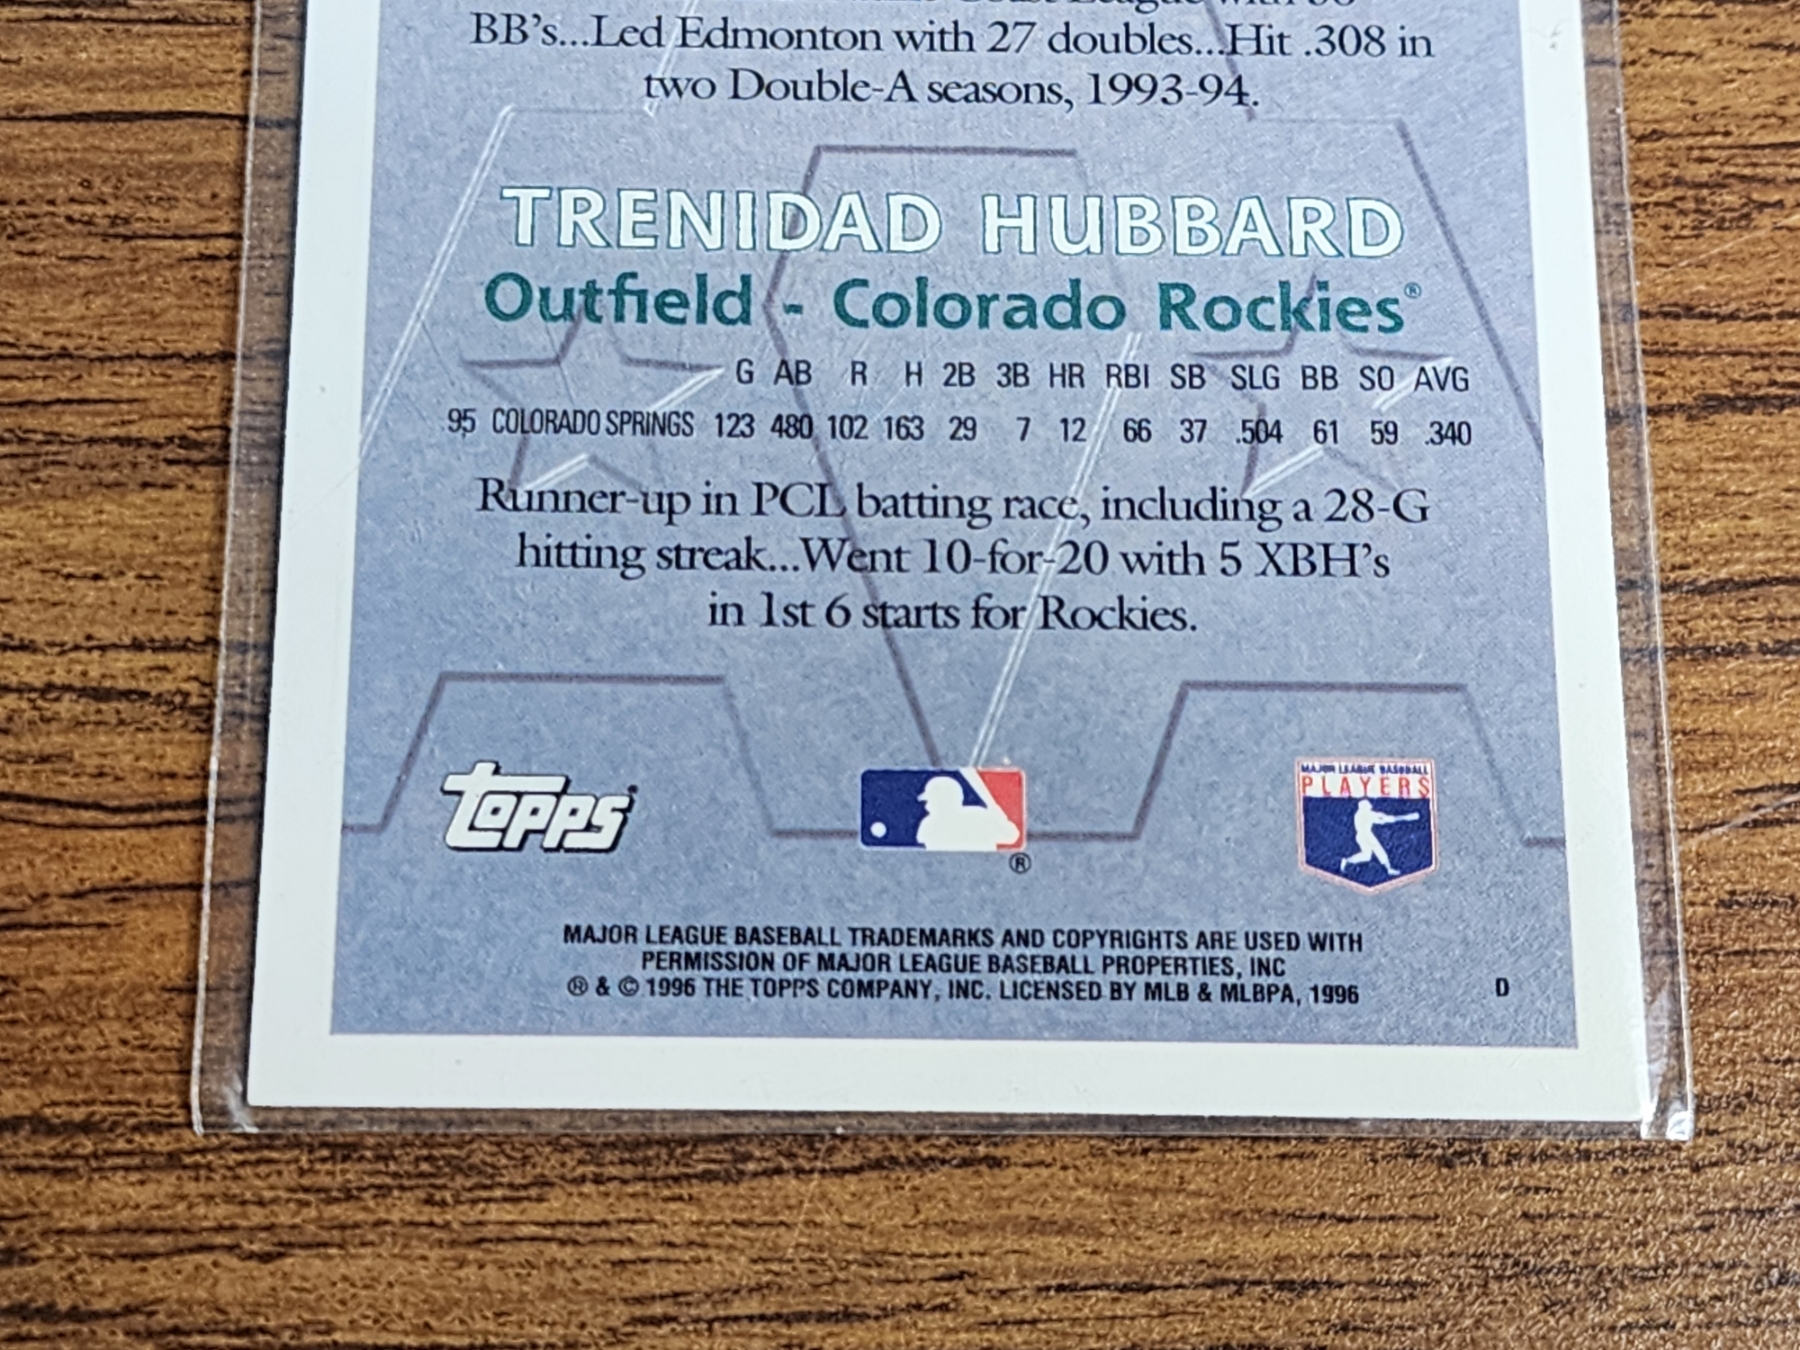 BB's...Led Edmonton with 27 doubles...Hit .308 in
two Double-A seasons, 1993-94.
TRENIDAD HUBBARD
Outfield - Colorado Rockies®
G AB R H 2B 3B HR RBI SB SLG BB SO AVG
95 COLORADO SPRINGS 123 480 102 163 29 7 12 66 37 .504 61 59 .340
Runner-up in PCL batting race, including a 28-G
hitting streak...Went 10-for-20 with 5 XBH's
in 1st 6 starts for Rockies.
Topps
®
MAJOR LEAGUE BASEBALL
PLAYERS
MAJOR LEAGUE BASEBALL TRADEMARKS AND COPYRIGHTS ARE USED WITH
PERMISSION OF MAJOR LEAGUE BASEBALL PROPERTIES, INC
® & © 1996 THE TOPPS COMPANY, INC. LICENSED BY MLB & MLBPA, 1996
D